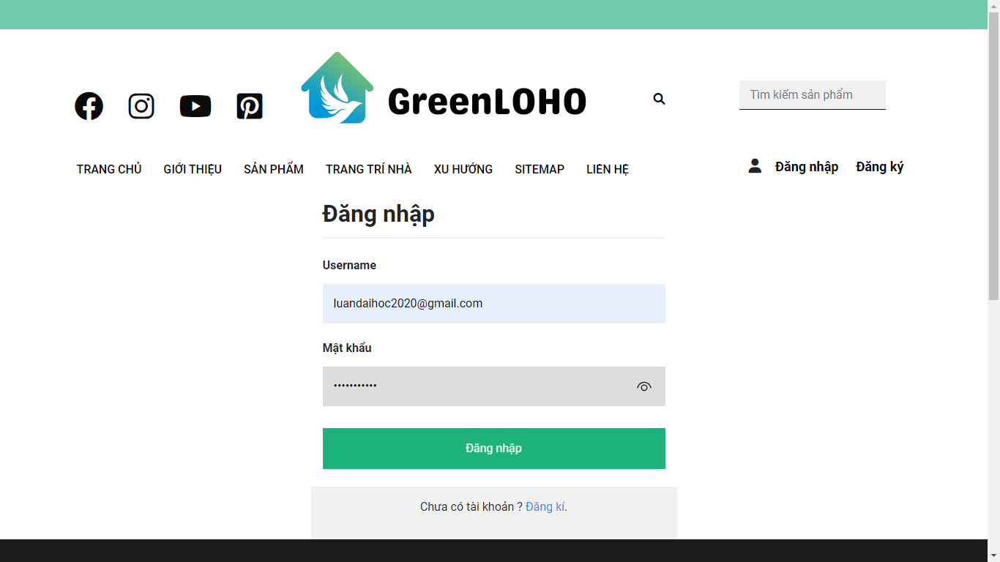 GreenLOHO
Tìm kiếm sản phẩm
TRANG CHỦ GIỚI THIỆU SẢN PHẨM TRANG TRÍ NHÀ XU HƯỚNG SITEMAP LIÊN HỆ
Đăng nhập Đăng ký
Đăng nhập
Username
luandaihoc2020@gmail.com
Mật khẩu
•••••••••••
Đăng nhập
Chưa có tài khoản ? Đăng kí.